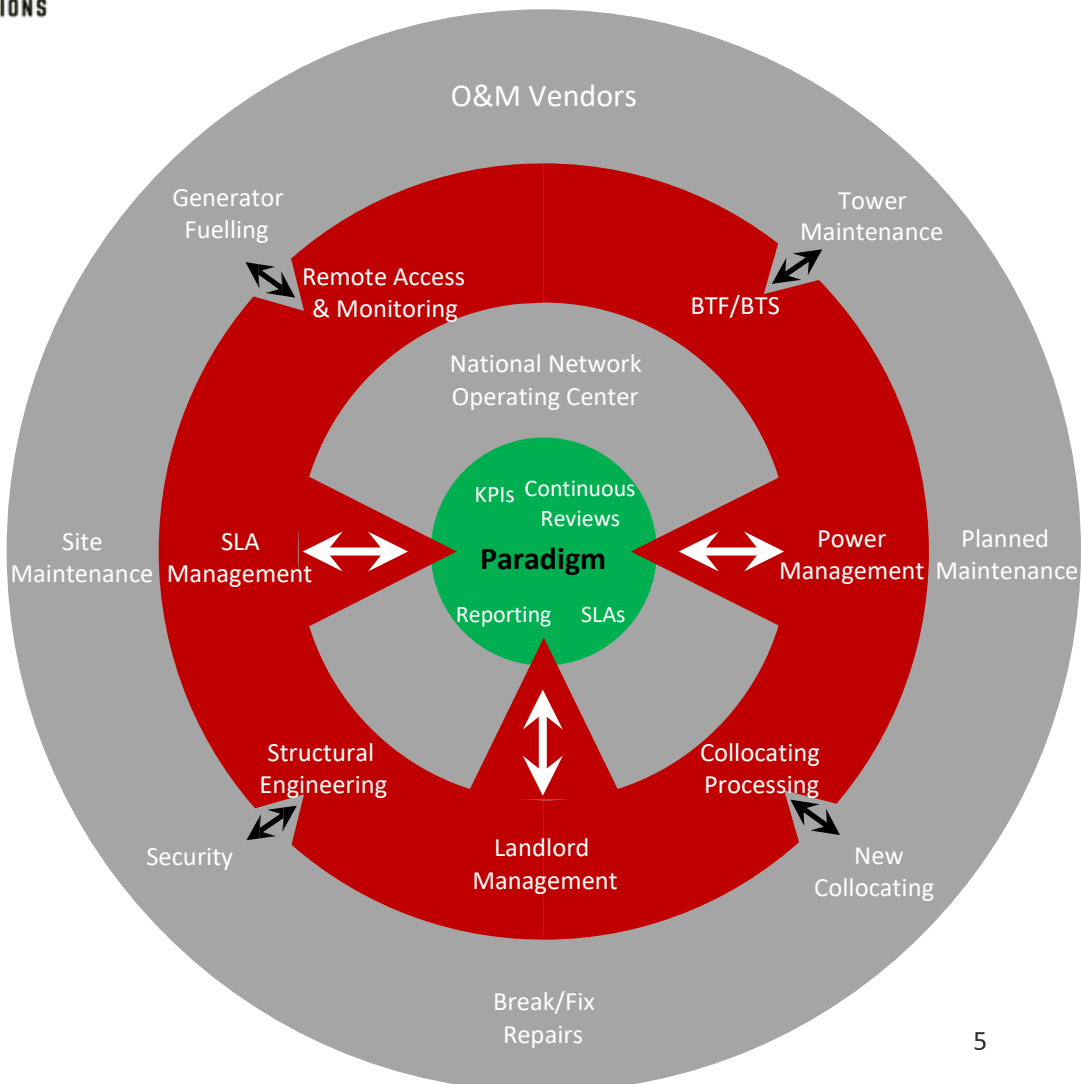 IONS
O&M Vendors
Generator
Fuelling
Tower
Maintenance
Remote Access
& Monitoring
BTF/BTS
National Network
Operating Center
KPIs
Continuous
Reviews
Site
Maintenance
SLA
Management
Paradigm
Power
Management
Planned
Maintenance
Reporting
SLAs
Structural
Engineering
Collocating
Processing
Security
Landlord
Management
New
Collocating
Break/Fix
Repairs
5